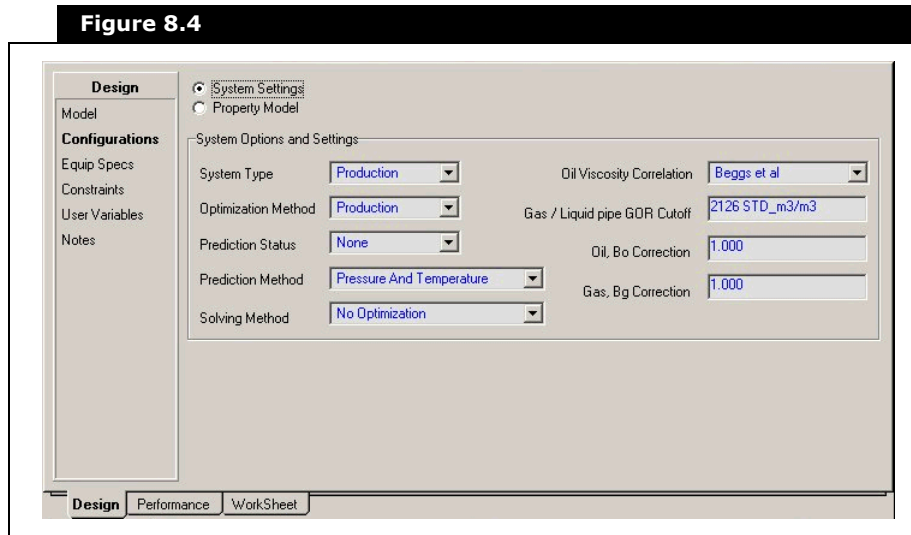 Figure 8.4
Design
Model
Configurations
Equip Specs
Constraints
User Variables
Notes
System Settings
Property Model
System Options and Settings
System Type Production
Optimization Method Production
Prediction Status None
Prediction Method Pressure And Temperature
Solving Method No Optimization
Oil Viscosity Correlation Beggs et al
Gas / Liquid pipe GOR Cutoff 2126 STD_m3/m3
Oil, Bo Correction 1.000
Gas, Bg Correction 1.000
Design Performance WorkSheet